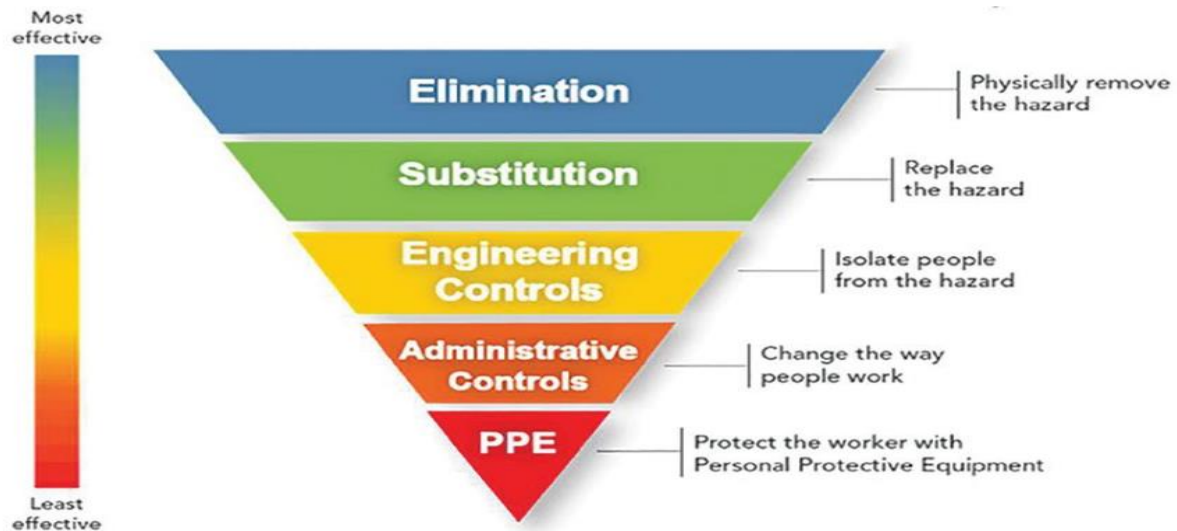 Most
effective
Elimination
Physically remove
the hazard
Substitution
Replace
the hazard
Engineering
Controls
Isolate people
from the hazard
Administrative
Controls
Change the way
people work
PPE
Protect the worker with
Personal Protective Equipment
Least
effective